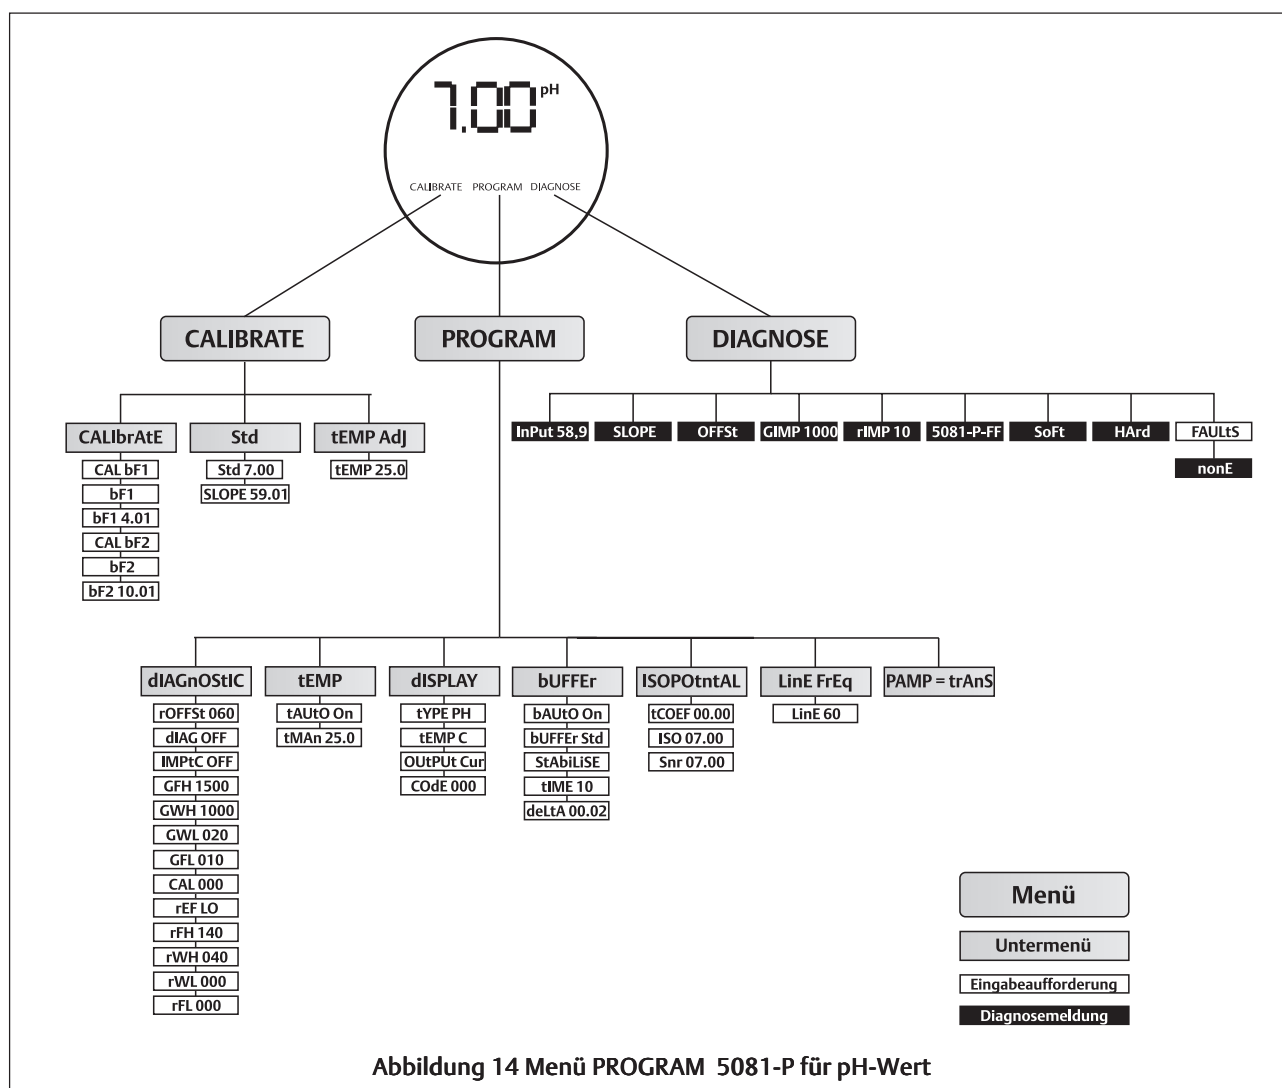 7.00 pH
CALIBRATE PROGRAM DIAGNOSE
CALIBRATE
PROGRAM
DIAGNOSE
InPut 58,9
SLOPE
OFFSt
GIMP 1000
rIMP 10
5081-P-FF
SoFt
HArd
FAULtS
nonE
CALIbrAtE
CAL bF1
bF1
bF1 4.01
CAL bF2
bF2
bF2 10.01
Std
Std 7.00
SLOPE 59.01
tEMP AdJ
tEMP 25.0
dIAGnOStIC
rOFFSt 060
dIAG OFF
IMPtC OFF
GFH 1500
GWH 1000
GWL 020
GFL 010
CAL 000
rEF LO
rFH 140
rWH 040
rWL 000
rFL 000
tEMP
tAUtO On
tMAn 25.0
dISPLAY
tYPE PH
tEMP C
OUtPUt Cur
COdE 000
bUFFEr
bAUtO On
bUFFEr Std
StAbiLiSE
tIME 10
deLtA 00.02
ISOPOtntAL
tCOEF 00.00
ISO 07.00
Snr 07.00
LinE FrEq
LinE 60
PAMP = trAnS
Menü
Untermenü
Eingabeaufforderung
Diagnosemeldung
Abbildung 14 Menü PROGRAM 5081-P für pH-Wert